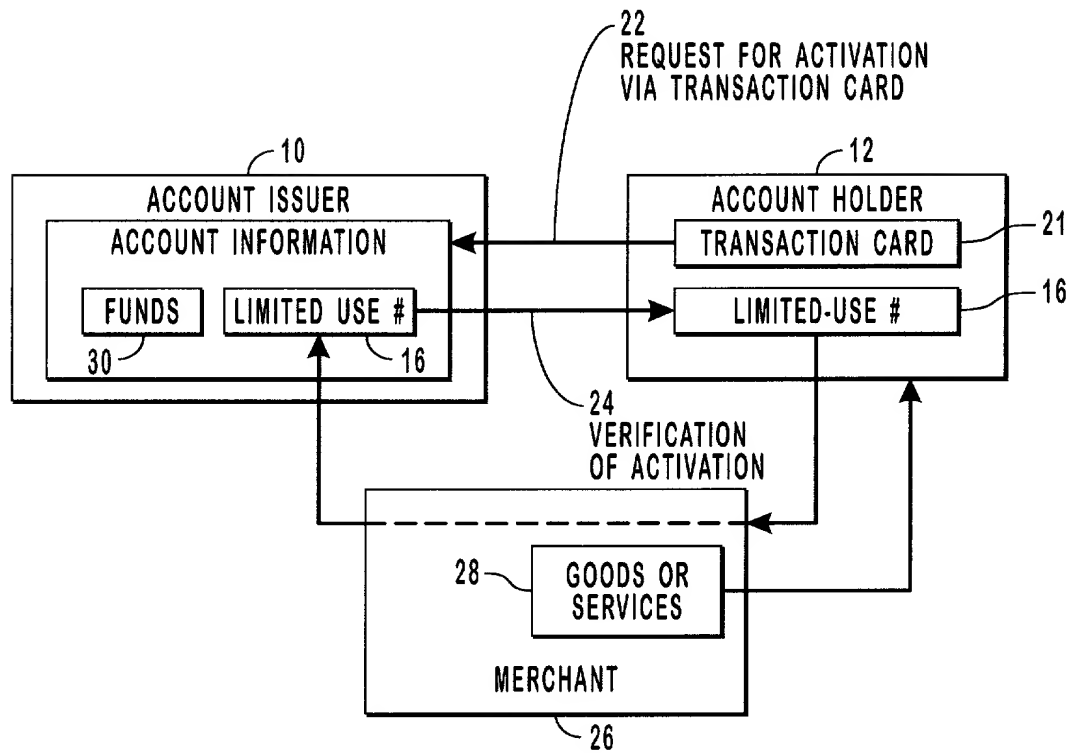 22
REQUEST FOR ACTIVATION
VIA TRANSACTION CARD
10
12
ACCOUNT ISSUER
ACCOUNT HOLDER
ACCOUNT INFORMATION
TRANSACTION CARD
21
FUNDS
LIMITED USE #
LIMITED-USE #
16
30
16
24
VERIFICATION
OF ACTIVATION
28
GOODS OR
SERVICES
MERCHANT
26